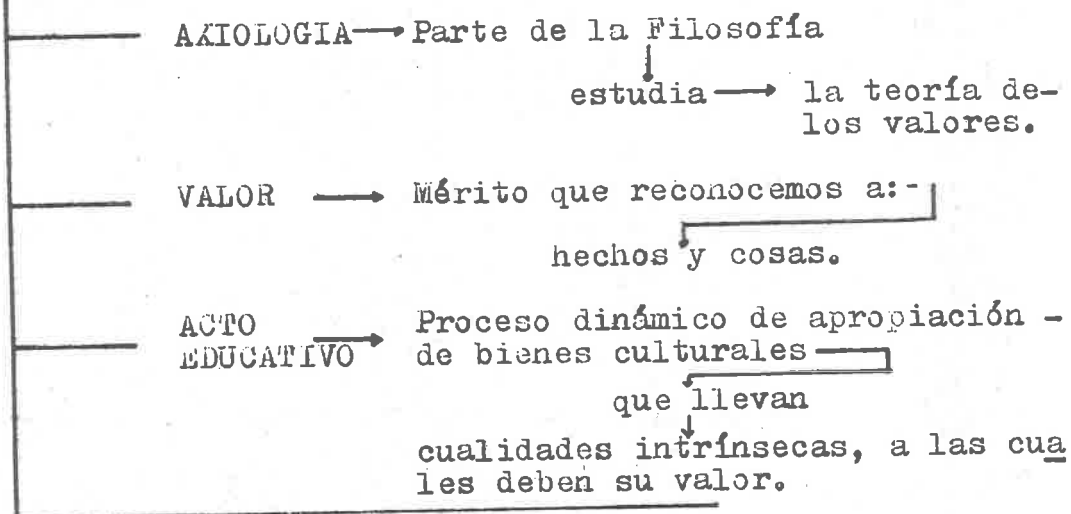 AXIOLOGIA Parte de la Filosofía
estudia la teoría de-
los valores.
VALOR Mérito que reconocemos a:-
hechos y cosas.
ACTO
EDUCATIVO
Proceso dinámico de apropiación -
de bienes culturales
que llevan
cualidades intrínsecas, a las cua
les deben su valor.